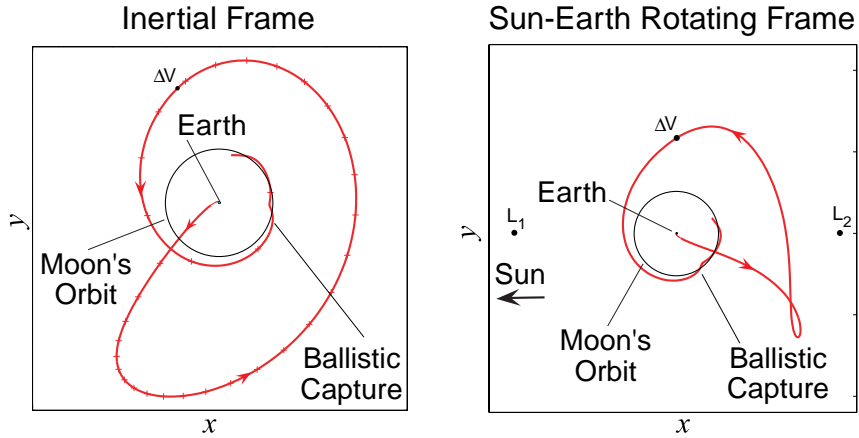 Inertial Frame
ΔV
Earth
Moon's
Orbit
Ballistic
Capture
y
x
Sun-Earth Rotating Frame
ΔV
Earth
L1
L2
Sun
Moon's
Orbit
Ballistic
Capture
y
x